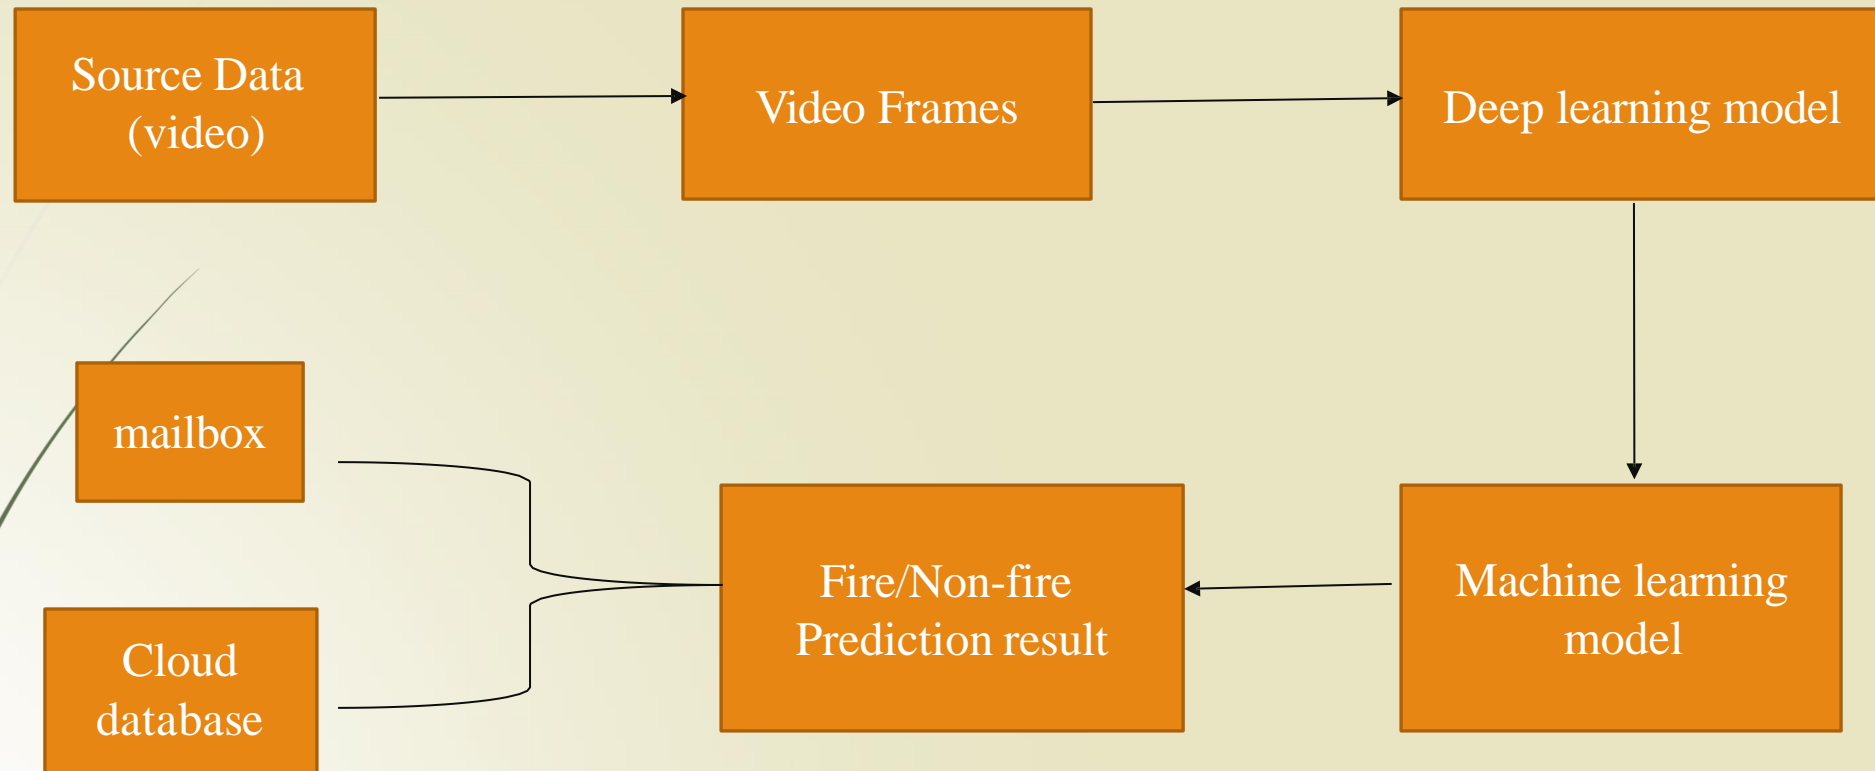 Source Data
(video)
Video Frames
Deep learning model
mailbox
Cloud
database
Fire/Non-fire
Prediction result
Machine learning
model